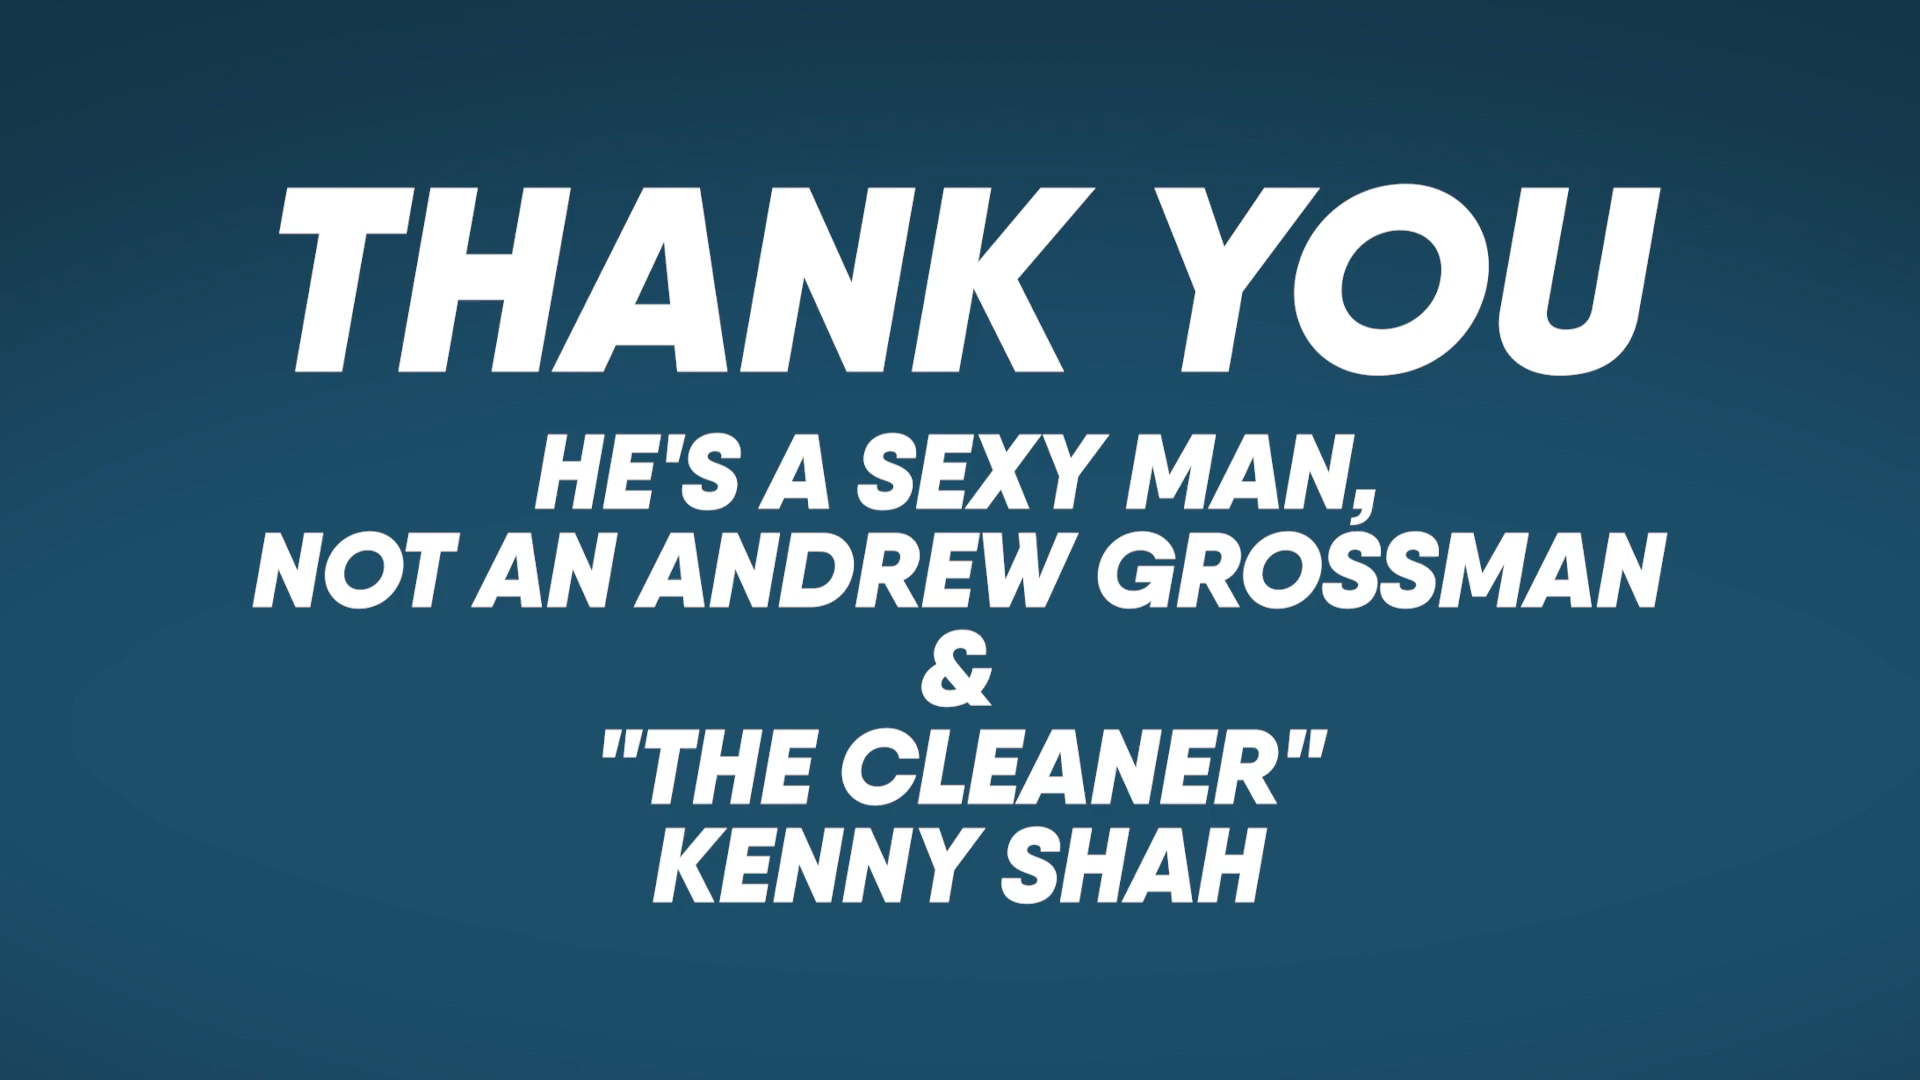 THANK YOU
HE'S A SEXY MAN,
NOT AN ANDREW GROSSMAN
&
"THE CLEANER"
KENNY SHAH